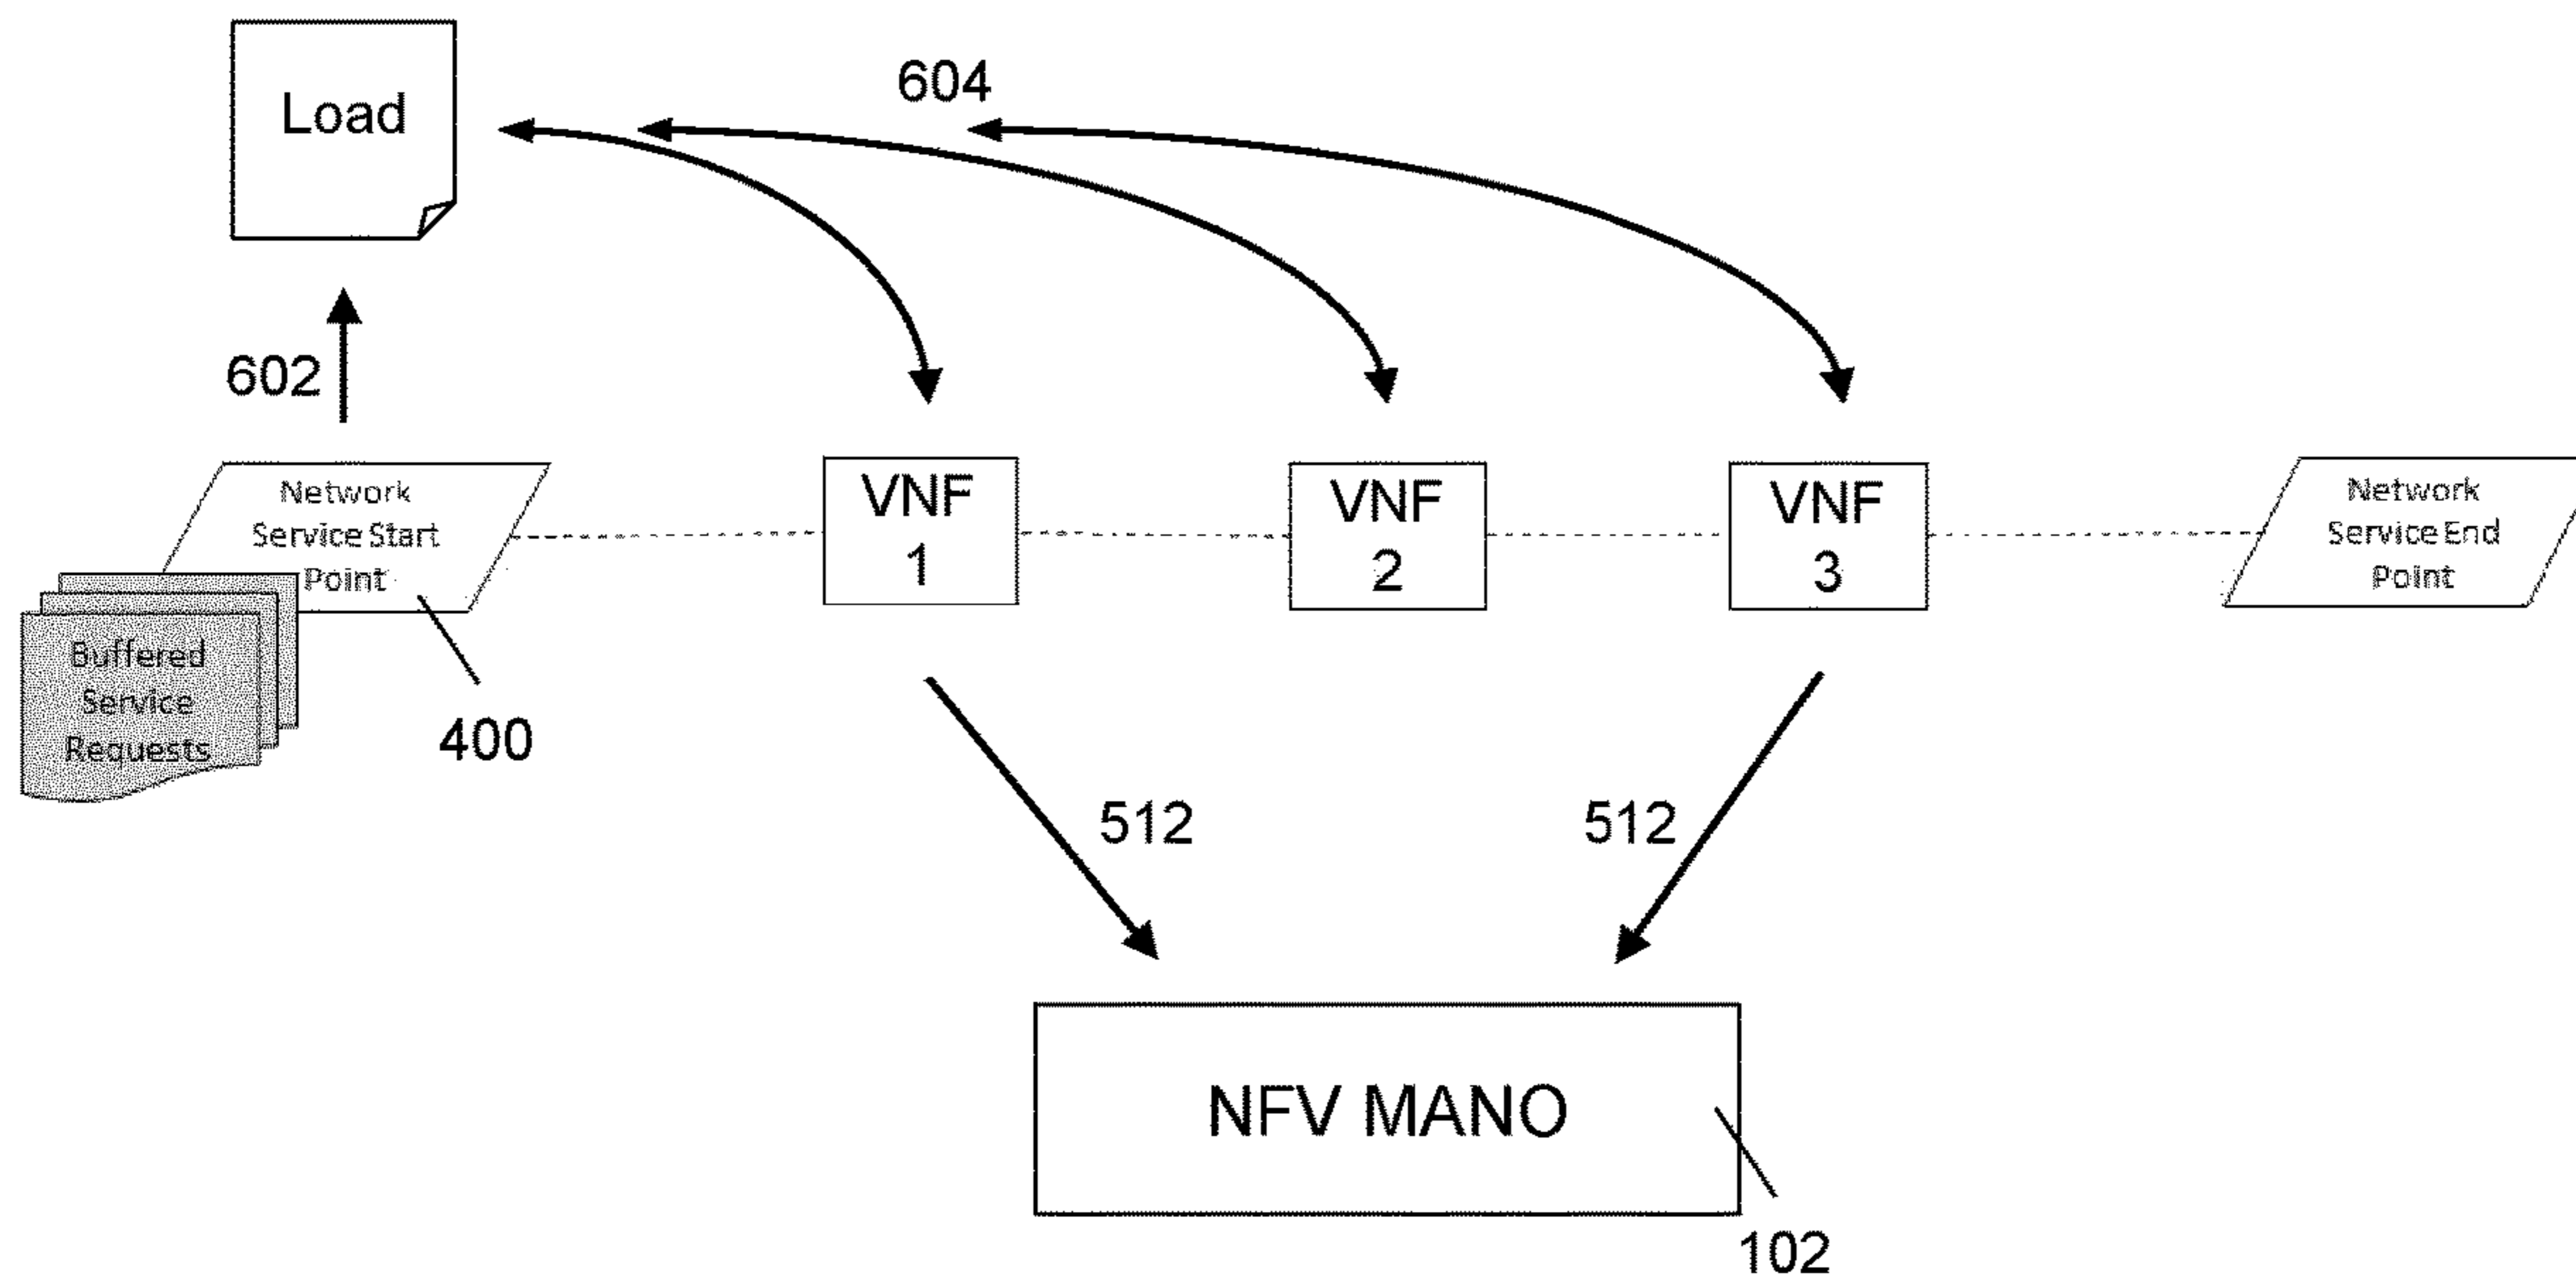 604
Load
602
Network
Service Start
Point
VNF
1
VNF
2
VNF
3
Network
Service End
Point
Buffered
Service
Requests
400
512
512
NFV MANO
102